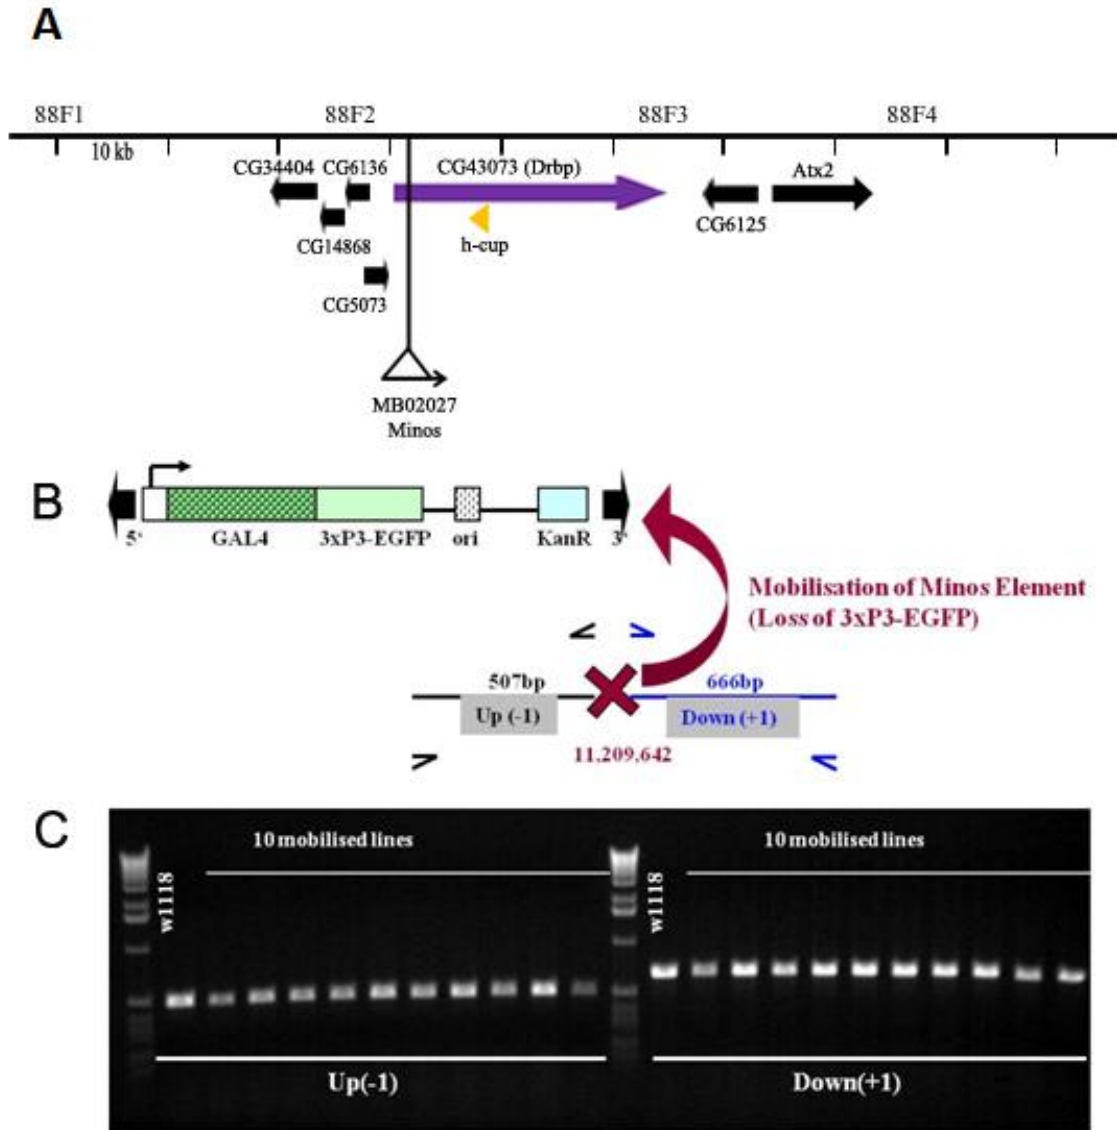 A
88F1 88F2 88F3 88F4
10 kb
CG34404 CG6136 CG43073 (Drbp) Atx2
CG14868 h-cup CG6125
CG5073
MB02027
Minos
B
5' GAL4 3xP3-EGFP ori KanR 3'
Mobilisation of Minos Element
(Loss of 3xP3-EGFP)
507bp 666bp
Up (-1) Down (+1)
11,209,642
C
10 mobilised lines 10 mobilised lines
w1118 w1118
Up(-1) Down(+1)